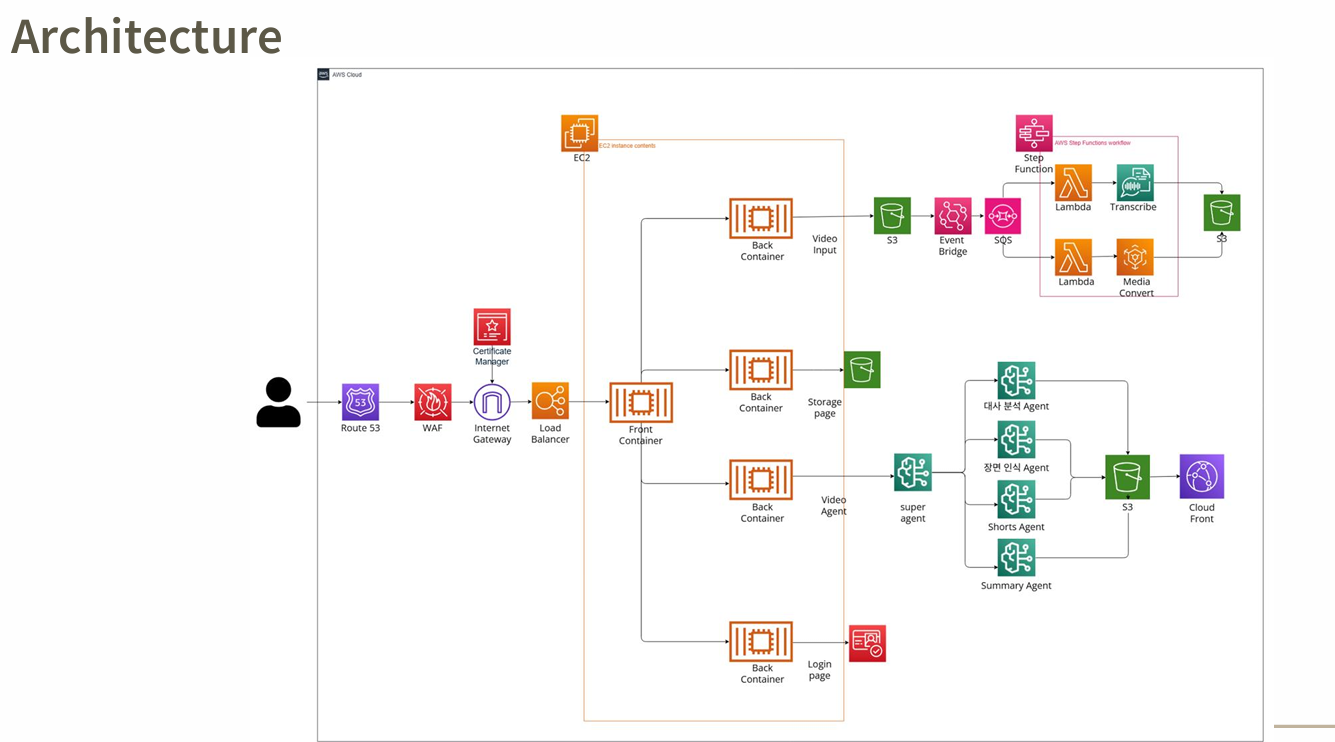 Architecture
aws
AWS Cloud
EC2
EC2 instance contents
Step
Function
AWS Step Functions workflow
Lambda
Transcribe
Back
Container
Video
Input
S3
Event
Bridge
SQS
S3
Lambda
Media
Convert
Certificate
Manager
Back
Container
Storage
page
53
Route 53
WAF
Internet
Gateway
Load
Balancer
Front
Container
대사 분석 Agent
장면 인식 Agent
Back
Container
Video
Agent
super
agent
Shorts Agent
Summary Agent
S3
Cloud
Front
Back
Container
Login
page